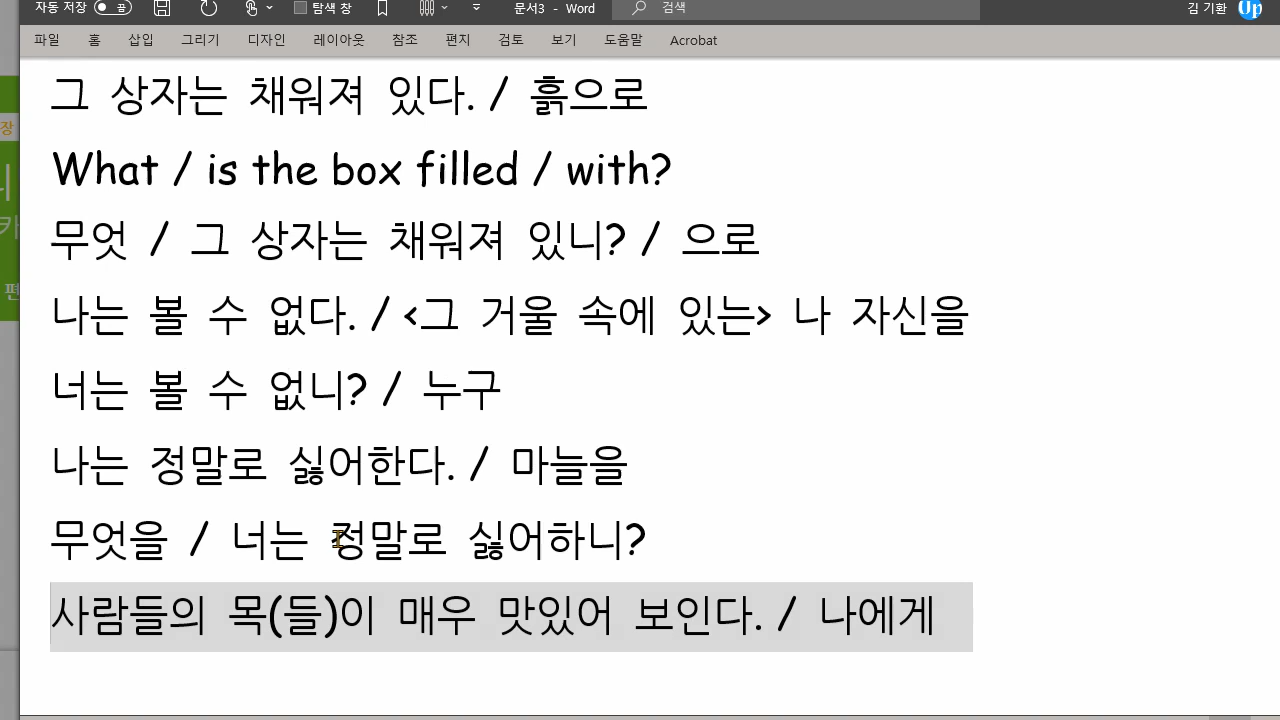 자동 저장 끔 탐색 창 문서3 - Word 검색 김 기환 Up
파일 홈 삽입 그리기 디자인 레이아웃 참조 편지 검토 보기 도움말 Acrobat
그 상자는 채워져 있다. / 흙으로
What / is the box filled / with?
무엇 / 그 상자는 채워져 있니? / 으로
나는 볼 수 없다. / <그 거울 속에 있는> 나 자신을
너는 볼 수 없니? / 누구
나는 정말로 싫어한다. / 마늘을
무엇을 / 너는 정말로 싫어하니?
사람들의 목(들)이 매우 맛있어 보인다. / 나에게